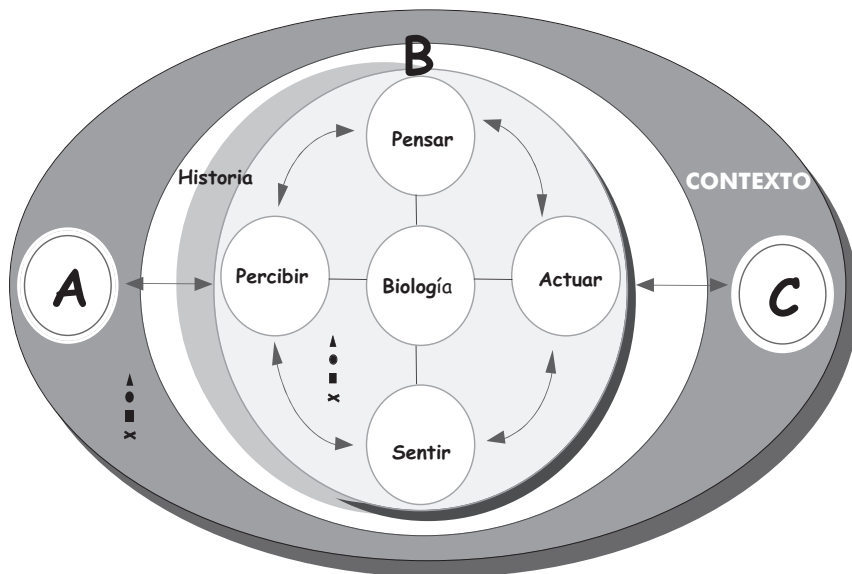 B
Pensar
Historia
CONTEXTO
A
Percibir
Biología
Actuar
C
Sentir